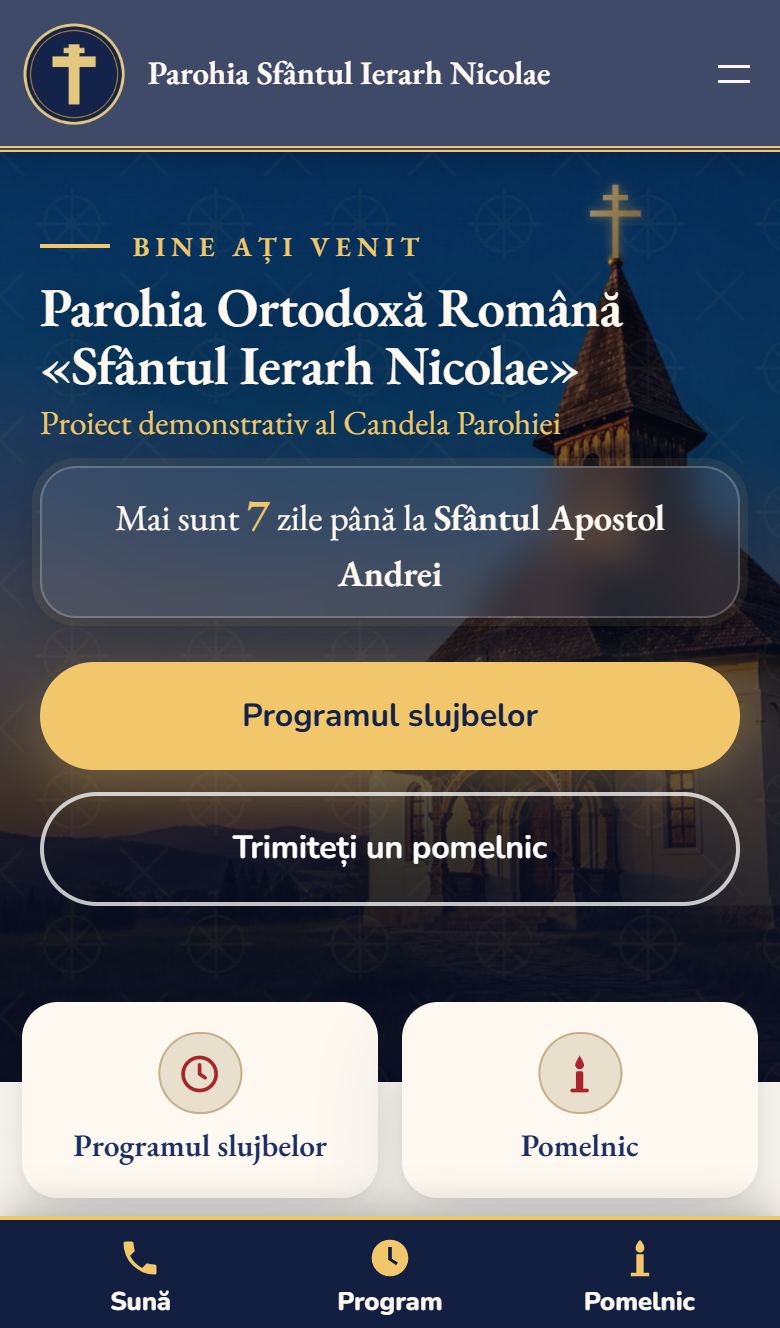 Parohia Sfântul Ierarh Nicolae
BINE AȚI VENIT
Parohia Ortodoxă Română
«Sfântul Ierarh Nicolae»
Proiect demonstrativ al Candela Parohiei
Mai sunt 7 zile până la Sfântul Apostol
Andrei
Programul slujbelor
Trimiteți un pomelnic
Programul slujbelor
Pomelnic
Sună
Program
Pomelnic